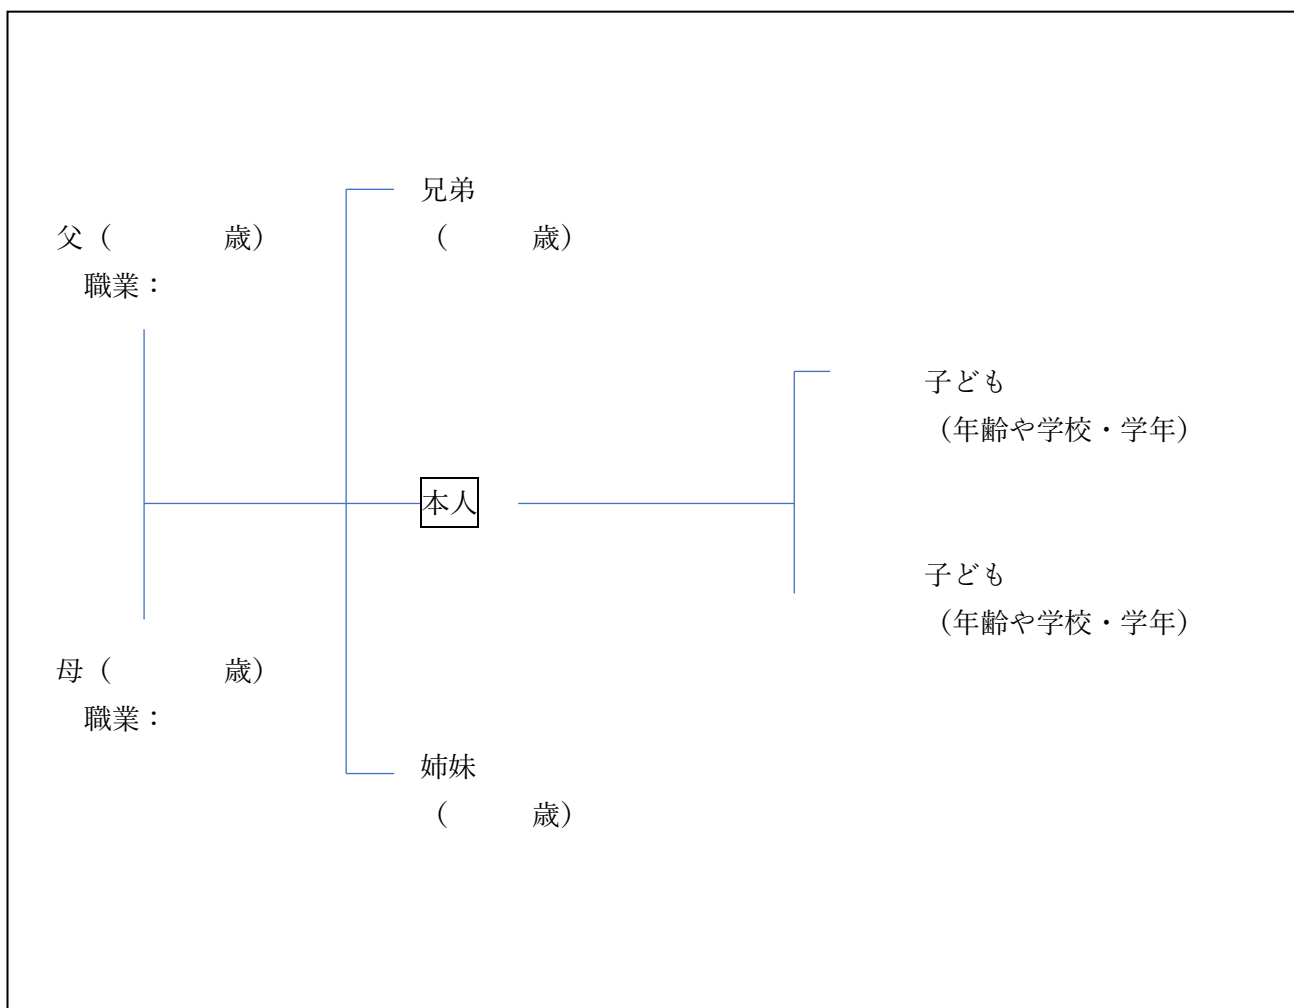 父（　　　　歳）
職業：
母（　　　　歳）
職業：
兄弟
（　　　歳）
本人
姉妹
（　　　歳）
子ども
（年齢や学校・学年）
子ども
（年齢や学校・学年）